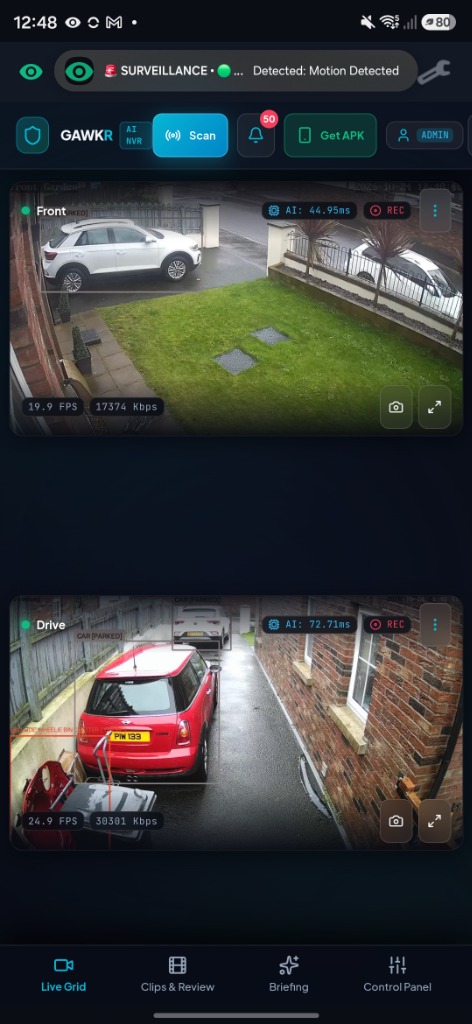 12:48
80
🚨 SURVEILLANCE • 🟢 ... Detected: Motion Detected
GAWKR
AI NVR
Scan
50
Get APK
ADMIN
Front
AI: 44.95ms
REC
19.9 FPS
17374 Kbps
Drive
AI: 72.71ms
REC
CAR [PARKED]
PIW 133
24.9 FPS
30301 Kbps
Live Grid
Clips & Review
Briefing
Control Panel